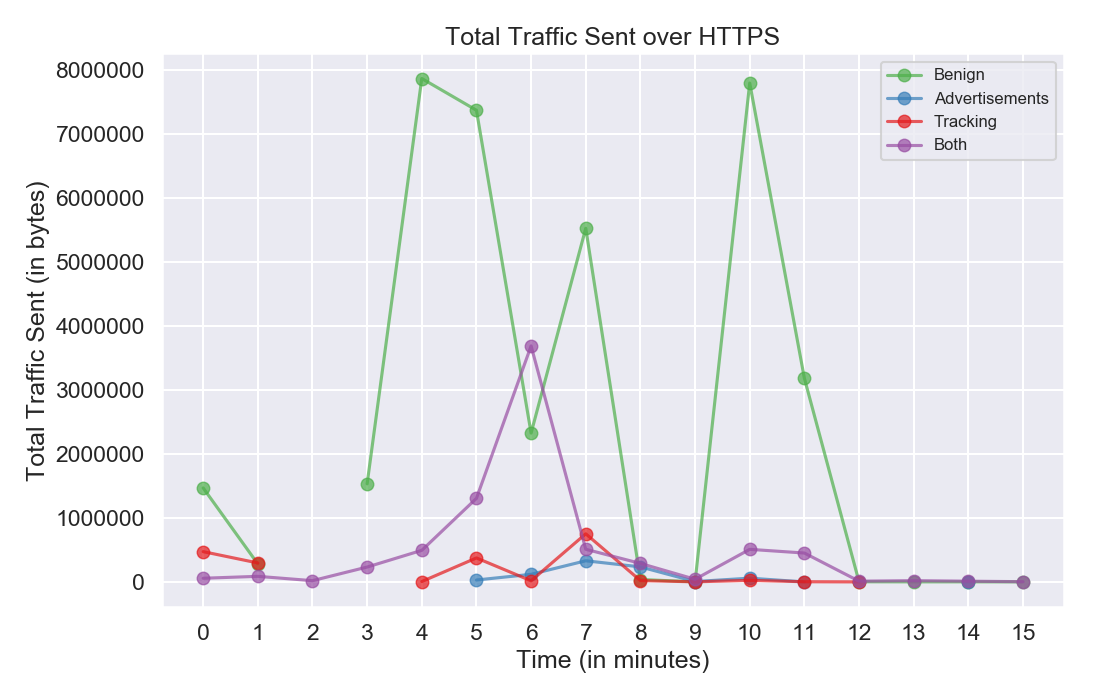 Total Traffic Sent over HTTPS
Benign
Advertisements
Tracking
Both
Total Traffic Sent (in bytes)
8000000
7000000
6000000
5000000
4000000
3000000
2000000
1000000
0
0 1 2 3 4 5 6 7 8 9 10 11 12 13 14 15
Time (in minutes)